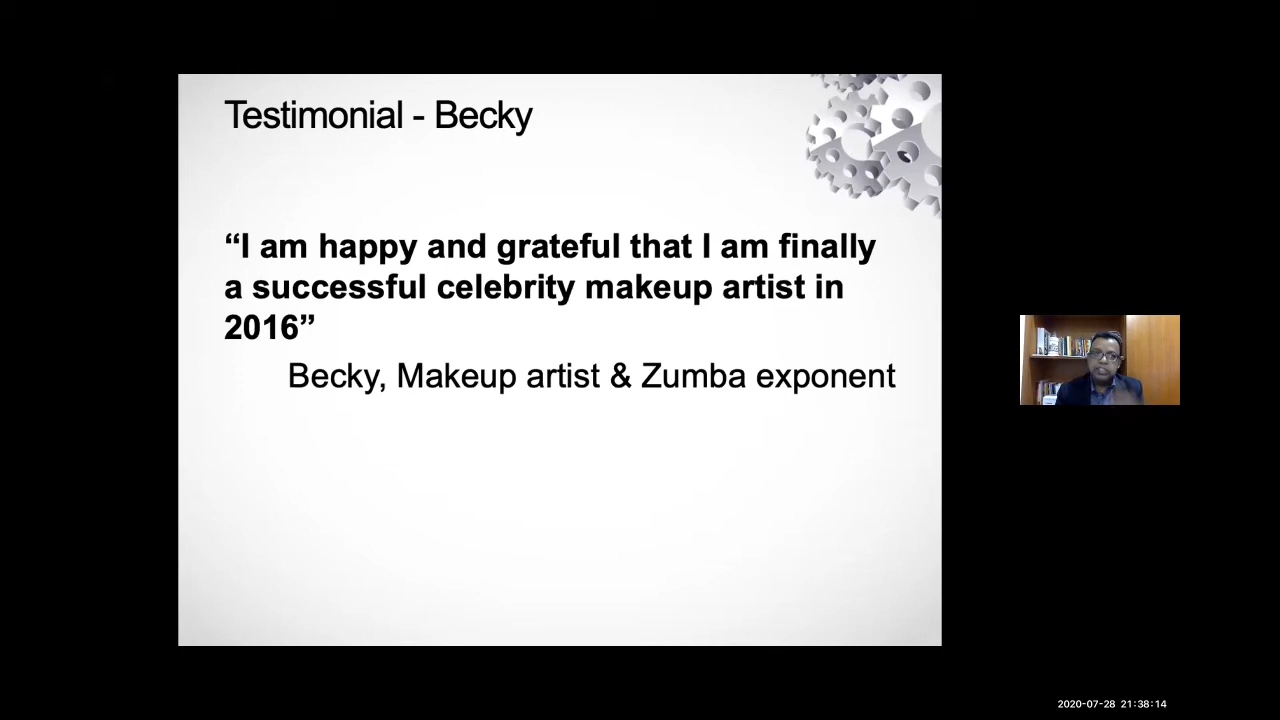 Testimonial - Becky
“I am happy and grateful that I am finally
a successful celebrity makeup artist in
2016”
Becky, Makeup artist & Zumba exponent
2020-07-28 21:38:14